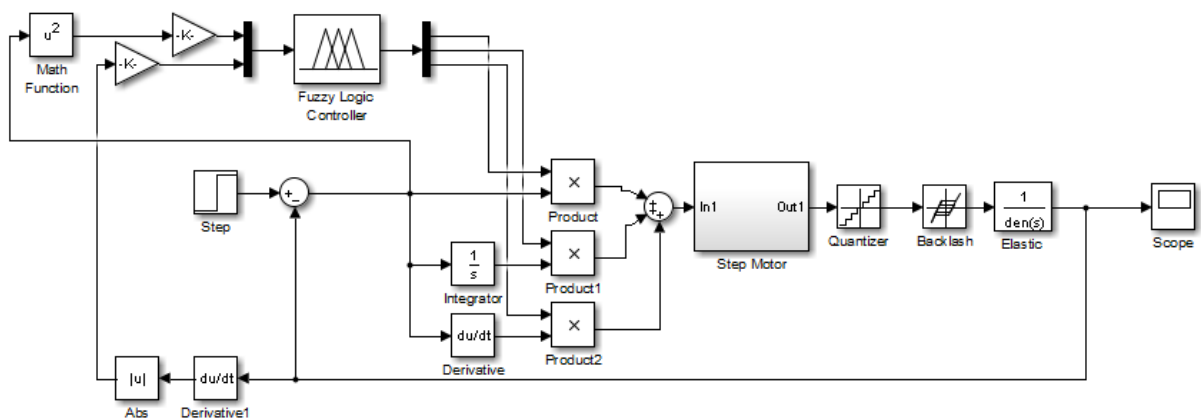 u²
Math
Function
-K-
-K-
Fuzzy Logic
Controller
Step
+
−
×
Product
+
+
+
In1
Out1
Step Motor
Quantizer
Backlash
1
den(s)
Elastic
Scope
1
s
Integrator
×
Product1
du/dt
Derivative
×
Product2
|u|
Abs
du/dt
Derivative1